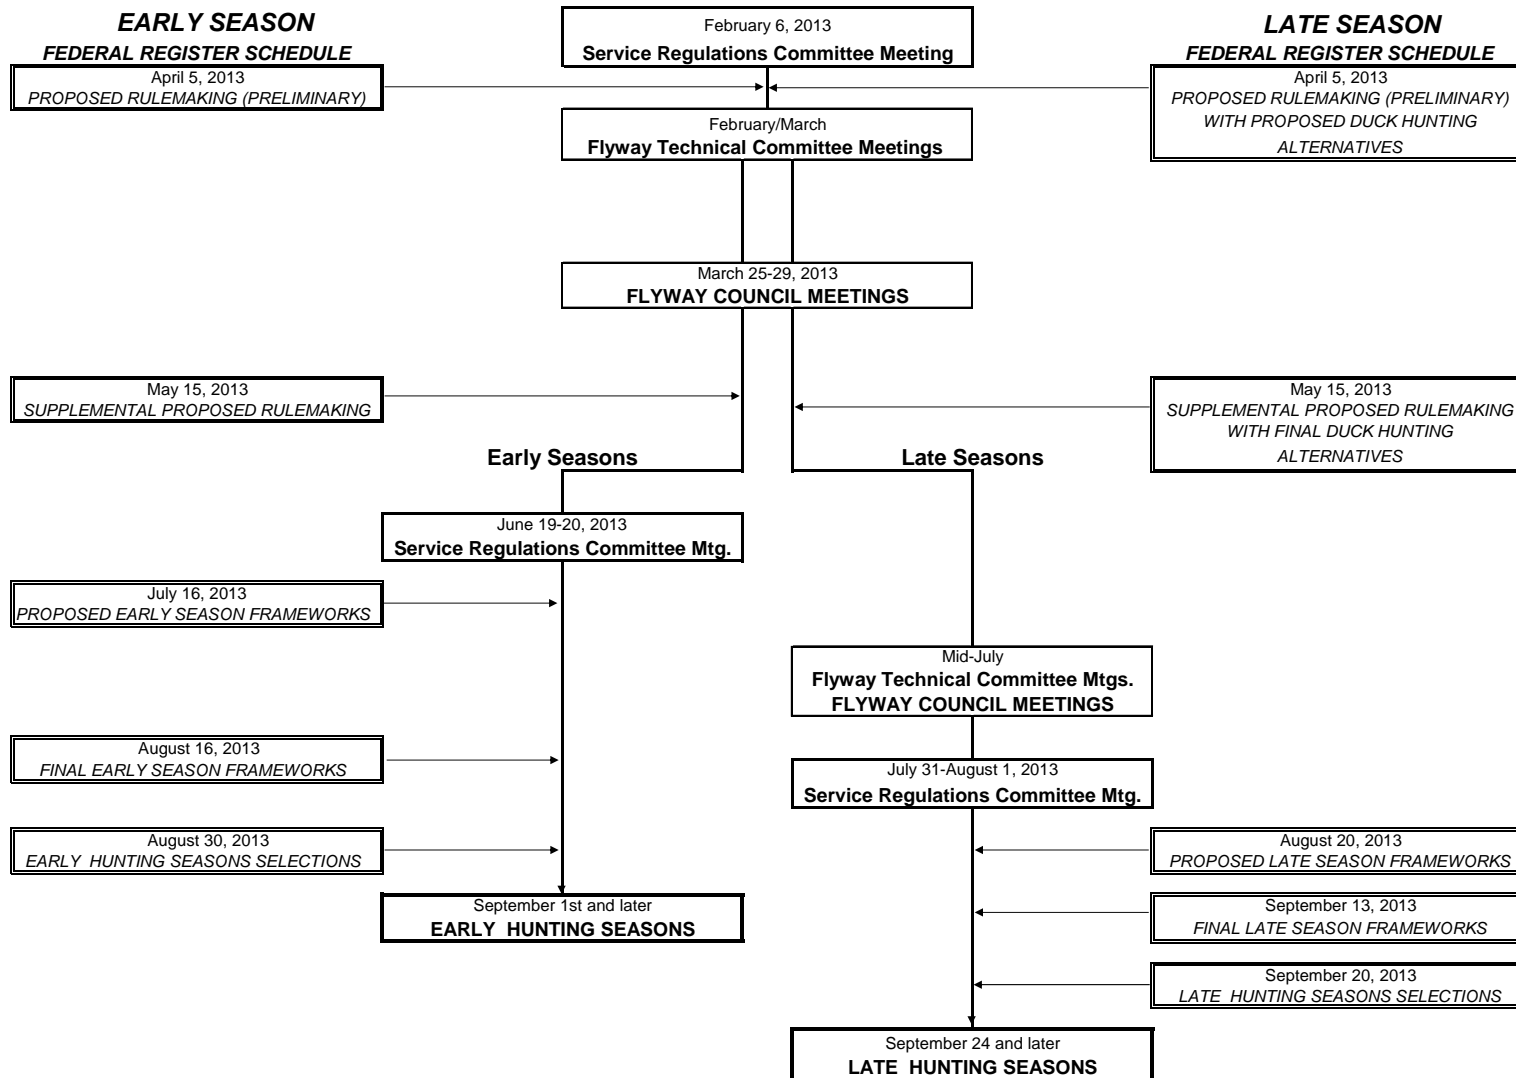 EARLY SEASON
FEDERAL REGISTER SCHEDULE
February 6, 2013
Service Regulations Committee Meeting
LATE SEASON
FEDERAL REGISTER SCHEDULE
April 5, 2013
PROPOSED RULEMAKING (PRELIMINARY)
April 5, 2013
PROPOSED RULEMAKING (PRELIMINARY)
WITH PROPOSED DUCK HUNTING
ALTERNATIVES
February/March
Flyway Technical Committee Meetings
March 25-29, 2013
FLYWAY COUNCIL MEETINGS
May 15, 2013
SUPPLEMENTAL PROPOSED RULEMAKING
May 15, 2013
SUPPLEMENTAL PROPOSED RULEMAKING
WITH FINAL DUCK HUNTING
ALTERNATIVES
Early Seasons
Late Seasons
June 19-20, 2013
Service Regulations Committee Mtg.
July 16, 2013
PROPOSED EARLY SEASON FRAMEWORKS
Mid-July
Flyway Technical Committee Mtgs.
FLYWAY COUNCIL MEETINGS
August 16, 2013
FINAL EARLY SEASON FRAMEWORKS
July 31-August 1, 2013
Service Regulations Committee Mtg.
August 30, 2013
EARLY  HUNTING SEASONS SELECTIONS
August 20, 2013
PROPOSED LATE SEASON FRAMEWORKS
September 1st and later
EARLY  HUNTING SEASONS
September 13, 2013
FINAL LATE SEASON FRAMEWORKS
September 20, 2013
LATE  HUNTING SEASONS SELECTIONS
September 24 and later
LATE  HUNTING SEASONS